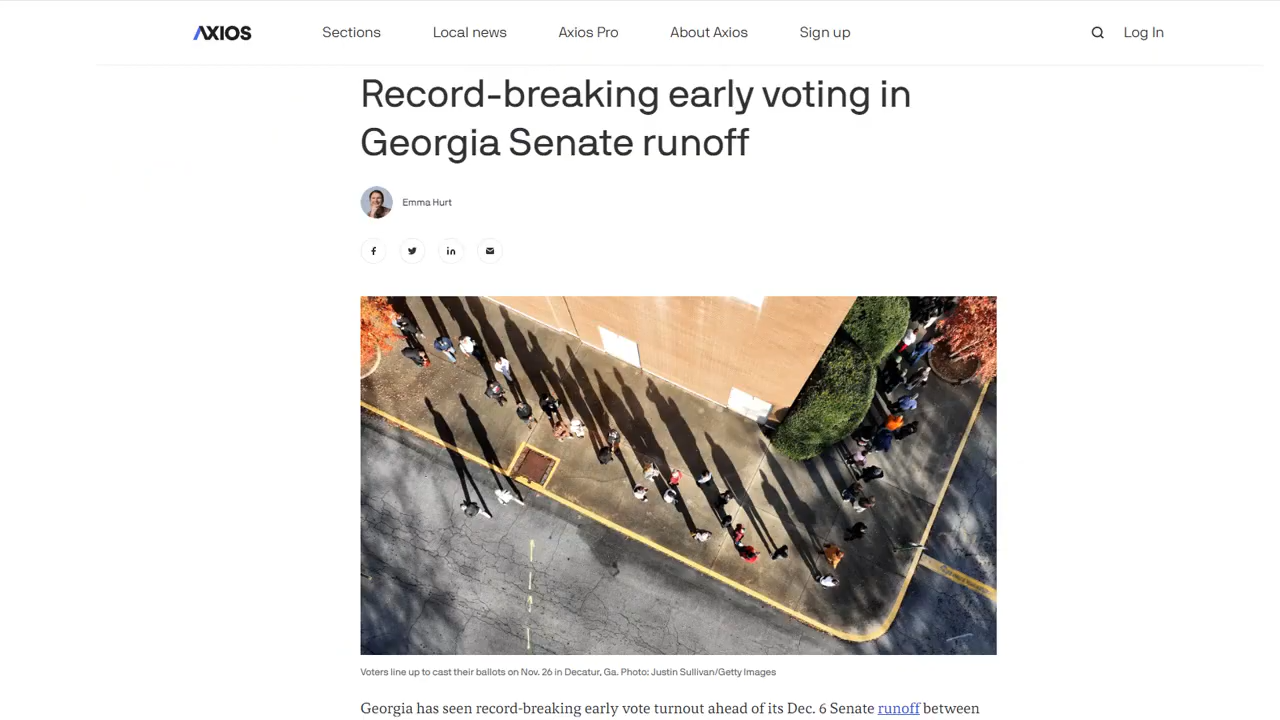 AXIOS Sections Local news Axios Pro About Axios Sign up Log In
Record-breaking early voting in
Georgia Senate runoff
Emma Hurt
Voters line up to cast their ballots on Nov. 26 in Decatur, Ga. Photo: Justin Sullivan/Getty Images
Georgia has seen record-breaking early vote turnout ahead of its Dec. 6 Senate runoff between